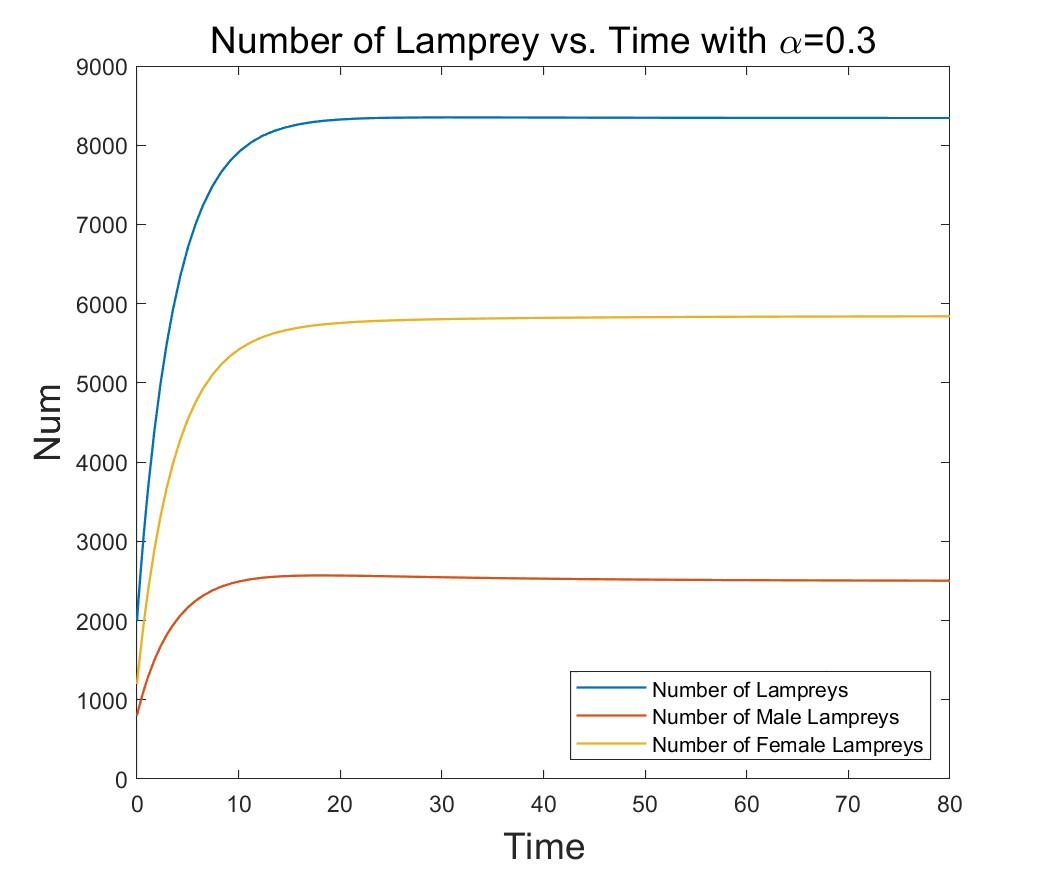 Number of Lamprey vs. Time with α=0.3
9000
8000
7000
6000
5000
4000
3000
2000
1000
0
Num
Number of Lampreys
Number of Male Lampreys
Number of Female Lampreys
0 10 20 30 40 50 60 70 80
Time